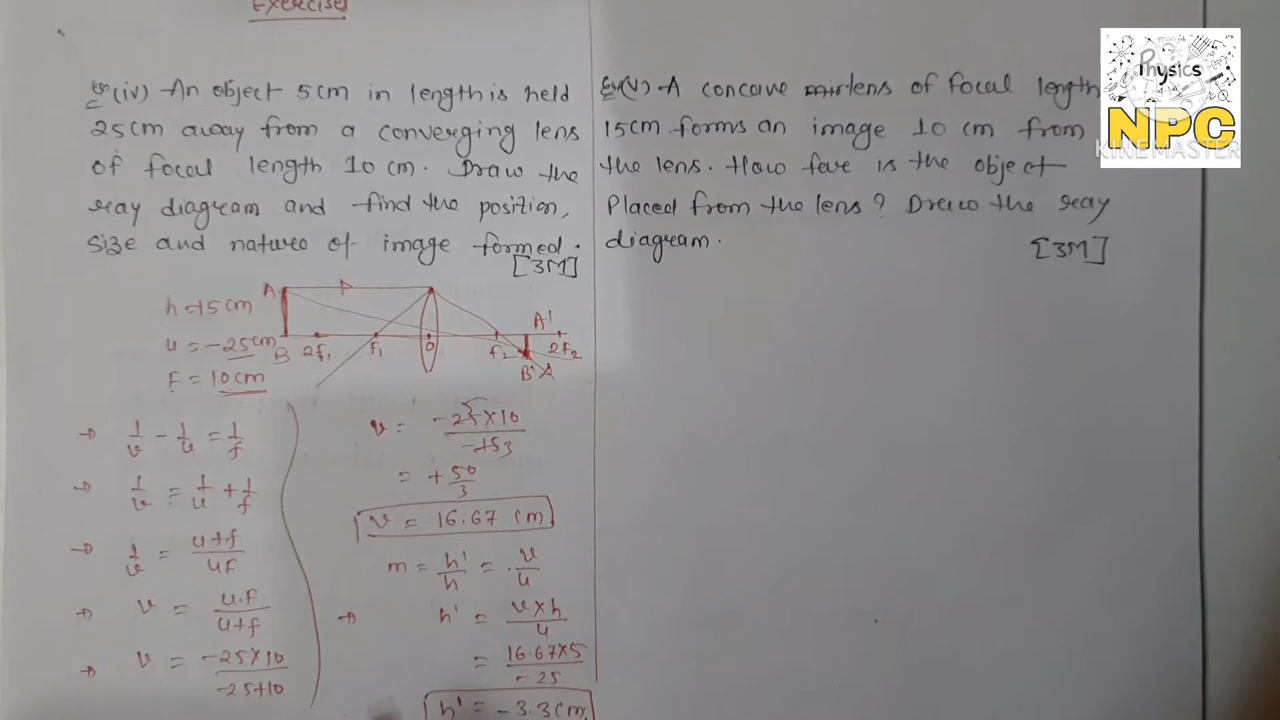 Exercises
Ex(iv) An object 5cm in length is held
25cm away from a converging lens
of focal length 10 cm. Draw the
ray diagram and find the position,
size and nature of image formed.
[3M]
h = +5cm
u = -25cm
F = 10cm
A
B
2f₁
f₁
O
f₂
A'
2f₂
B'
→ 1/v - 1/u = 1/f
→ 1/v = 1/u + 1/f
→ 1/v = u+f/uf
→ v = u.f/u+f
→ v = -25×10/-25+10
v = -25×10/-153
= +50/3
v = 16.67 cm
m = h'/h = v/u
→ h' = v×h/u
= 16.67×5/-25
h' = -3.3cm
Ex(v) A concave lens of focal length
15cm forms an image 10 cm from
the lens. How far is the object
Placed from the lens? Draw the ray
diagram.
[3M]
Physics
NPC
KINEMASTER